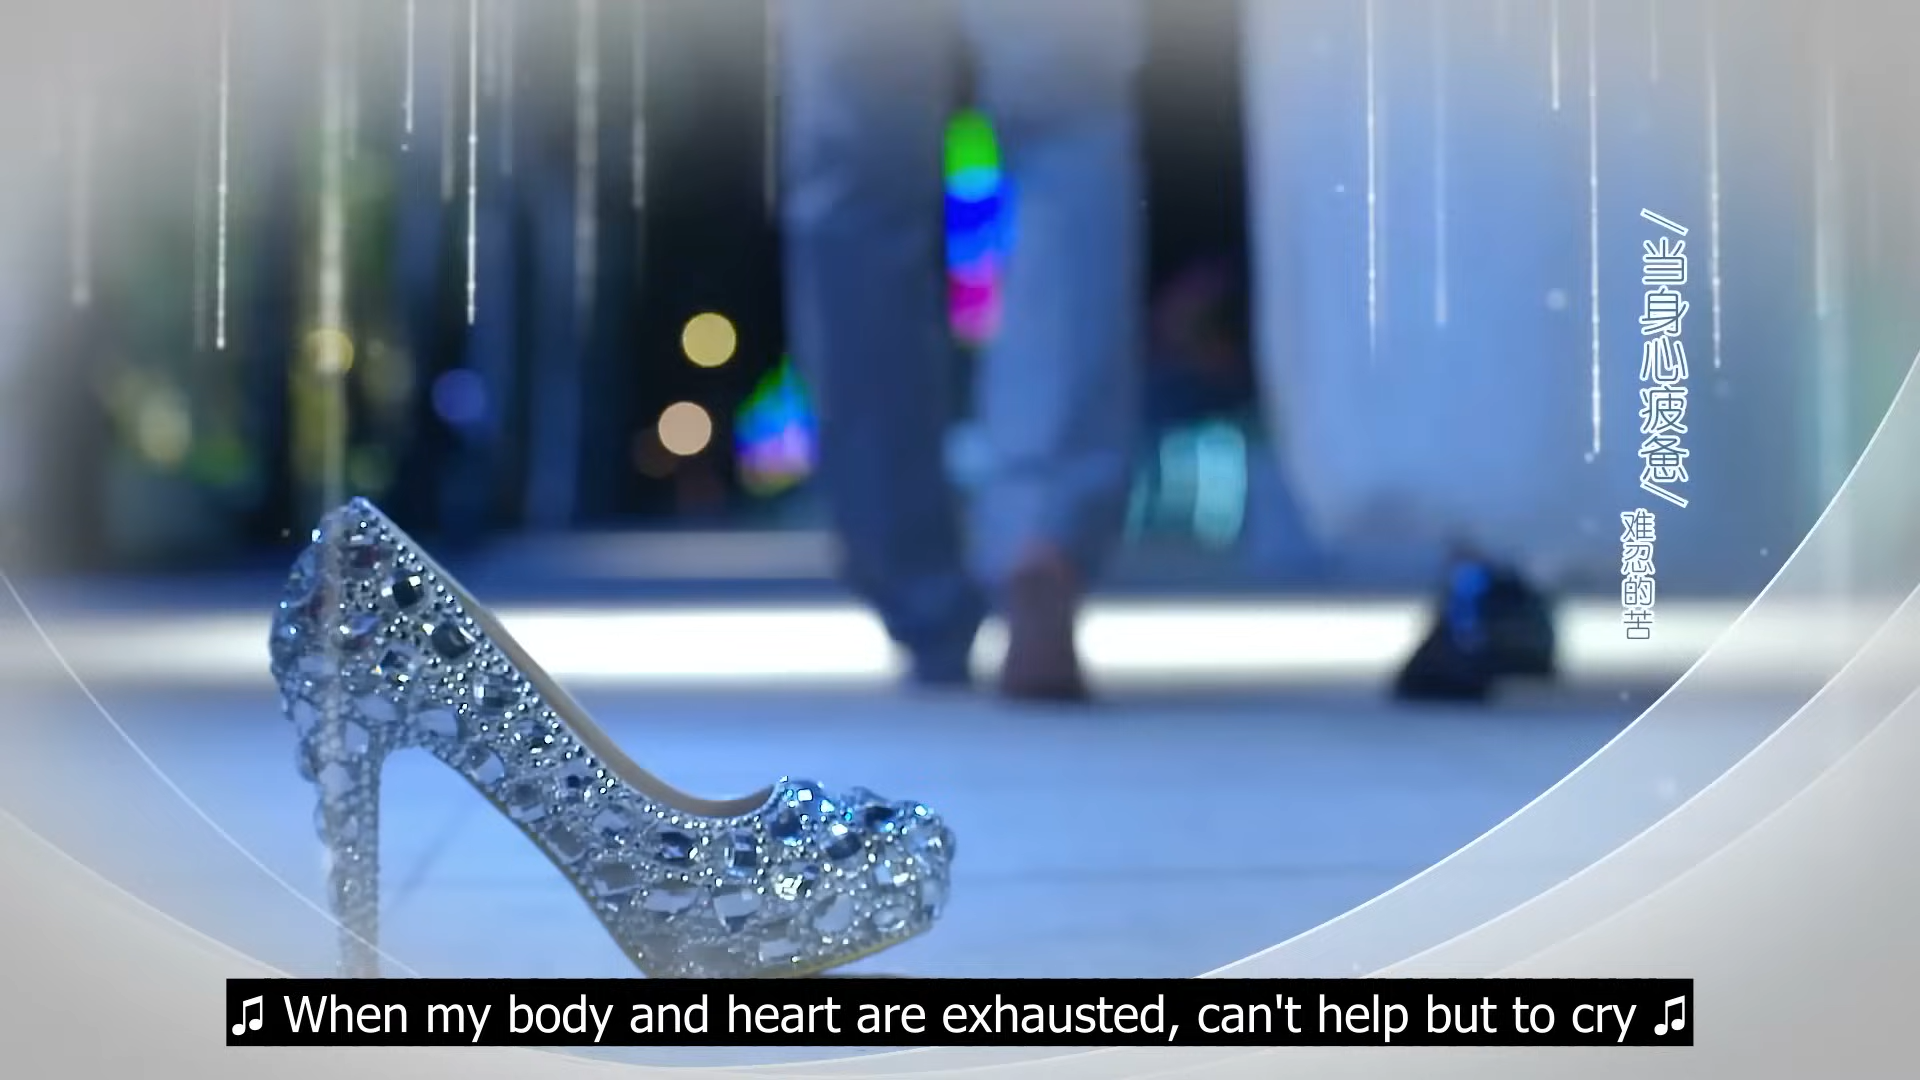 当身心疲惫
难忍的苦
♫ When my body and heart are exhausted, can't help but to cry ♫